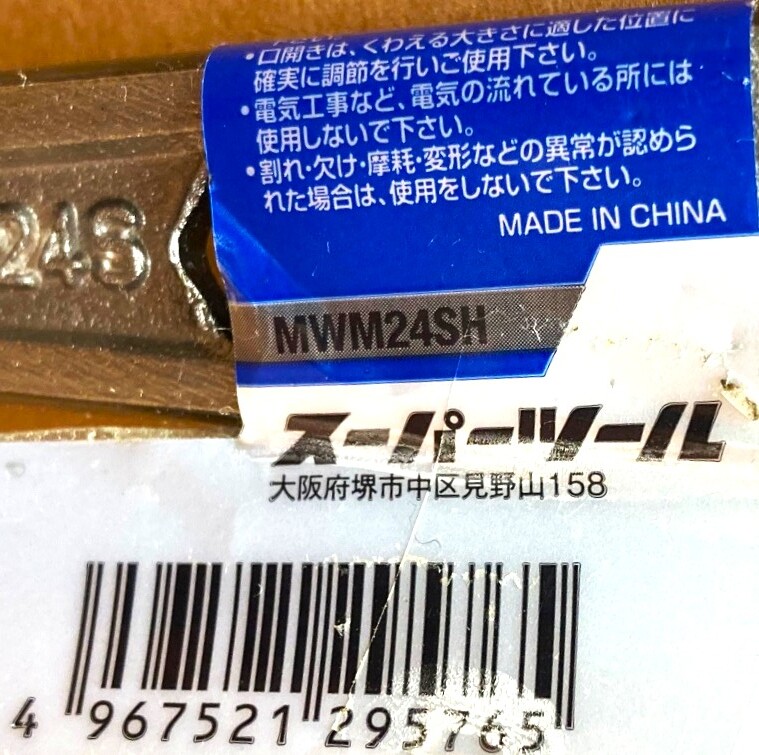 ・口開きは、くわえる大きさに適した位置に
確実に調節を行いご使用下さい。
・電気工事など、電気の流れている所には
使用しないで下さい。
・割れ・欠け・摩耗・変形などの異常が認めら
れた場合は、使用をしないで下さい。
MADE IN CHINA
24S
MWM24SH
スーパーツール
大阪府堺市中区見野山158
4 967521 295765